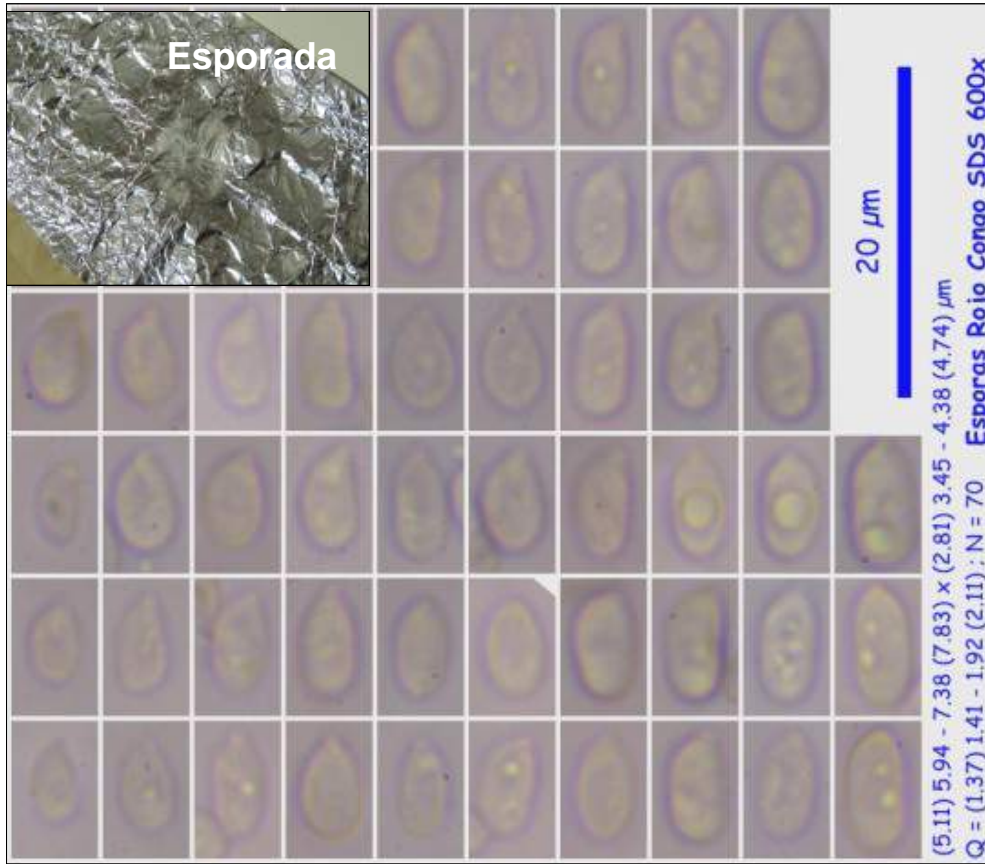 Esporada
20 µm
(5.11) 5.94 - 7.38 (7.83) x (2.81) 3.45 - 4.38 (4.74) µm
Q = (1.37) 1.41 - 1.92 (2.11) ; N = 70 Esporas Rojo Congo SDS 600x